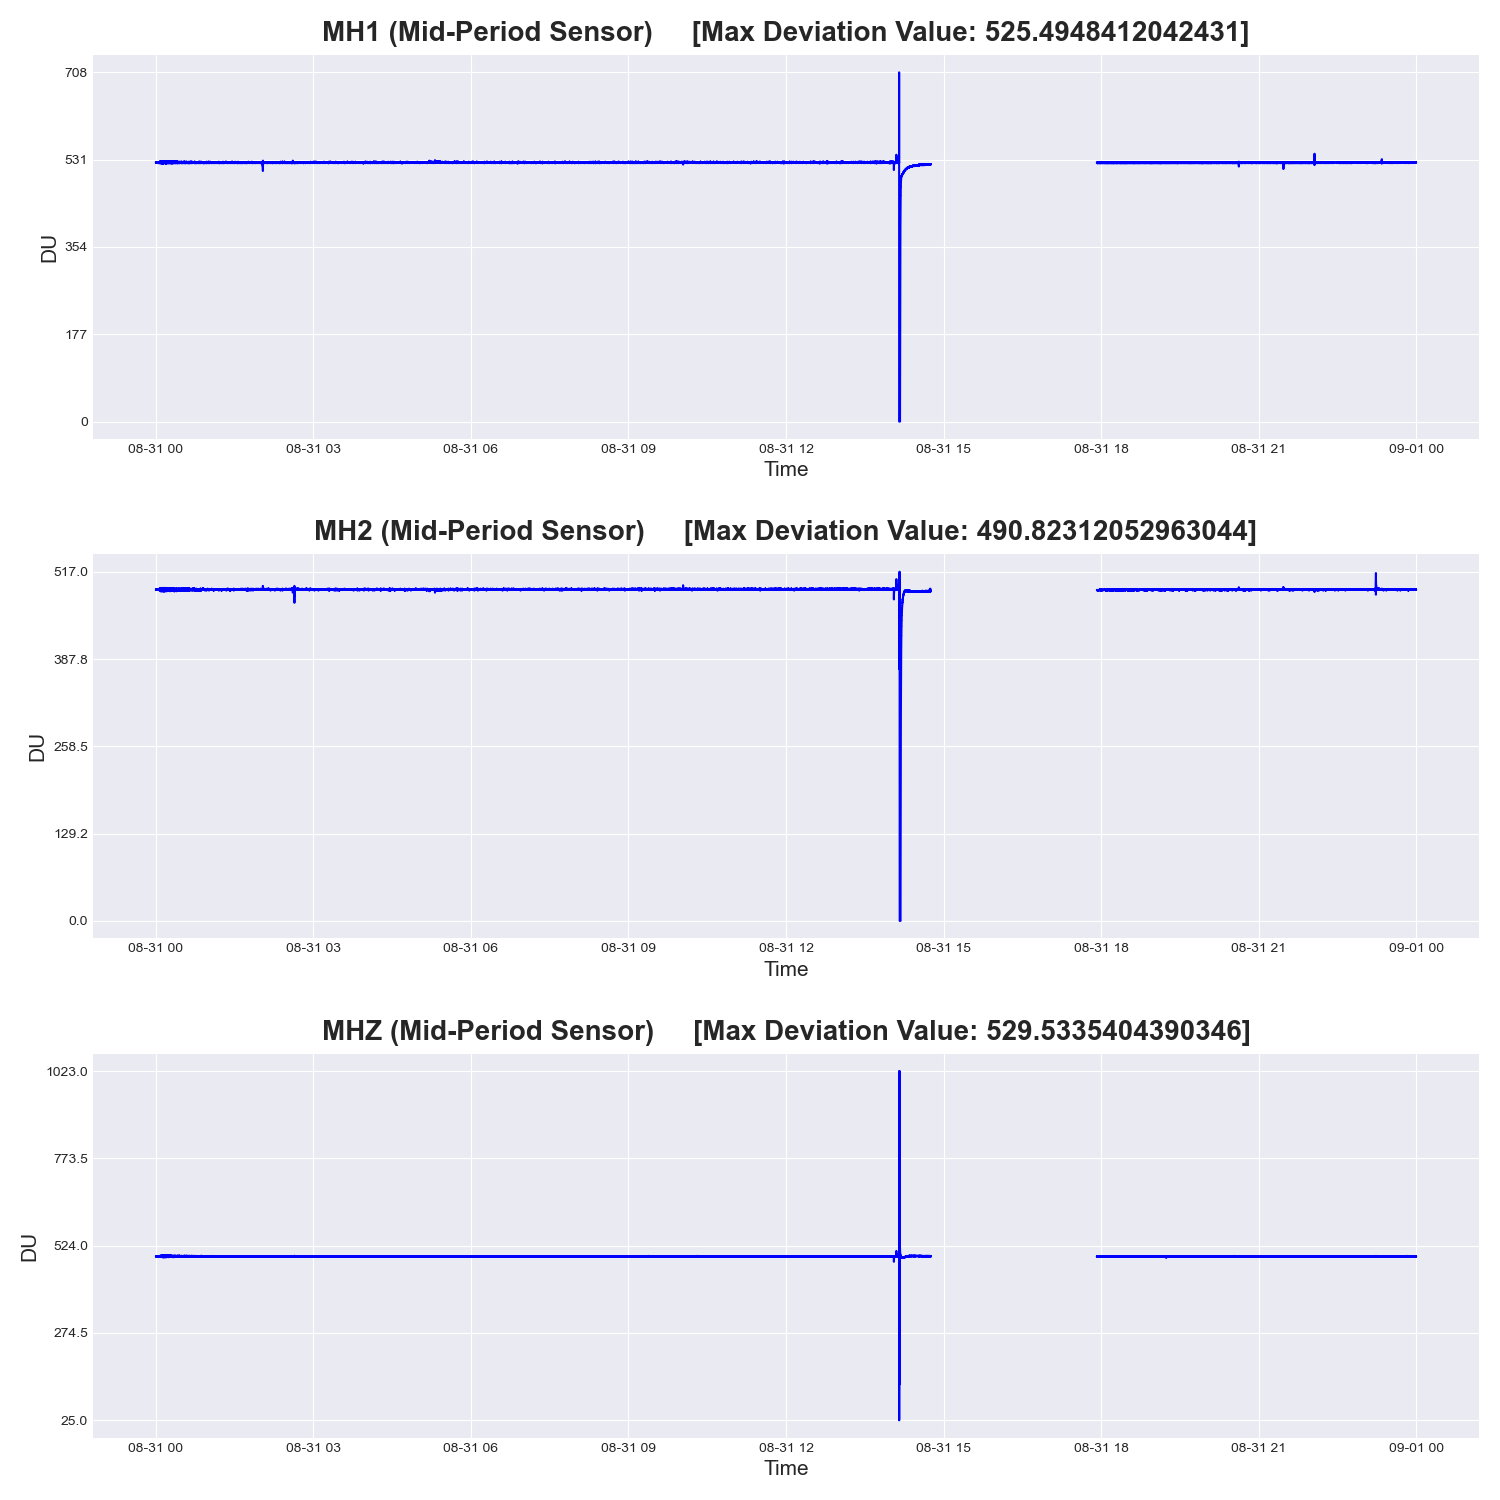 MH1 (Mid-Period Sensor) [Max Deviation Value: 525.4948412042431]
708
531
354
177
0
DU
08-31 00 08-31 03 08-31 06 08-31 09 08-31 12 08-31 15 08-31 18 08-31 21 09-01 00
Time
MH2 (Mid-Period Sensor) [Max Deviation Value: 490.82312052963044]
517.0
387.8
258.5
129.2
0.0
DU
08-31 00 08-31 03 08-31 06 08-31 09 08-31 12 08-31 15 08-31 18 08-31 21 09-01 00
Time
MHZ (Mid-Period Sensor) [Max Deviation Value: 529.5335404390346]
1023.0
773.5
524.0
274.5
25.0
DU
08-31 00 08-31 03 08-31 06 08-31 09 08-31 12 08-31 15 08-31 18 08-31 21 09-01 00
Time